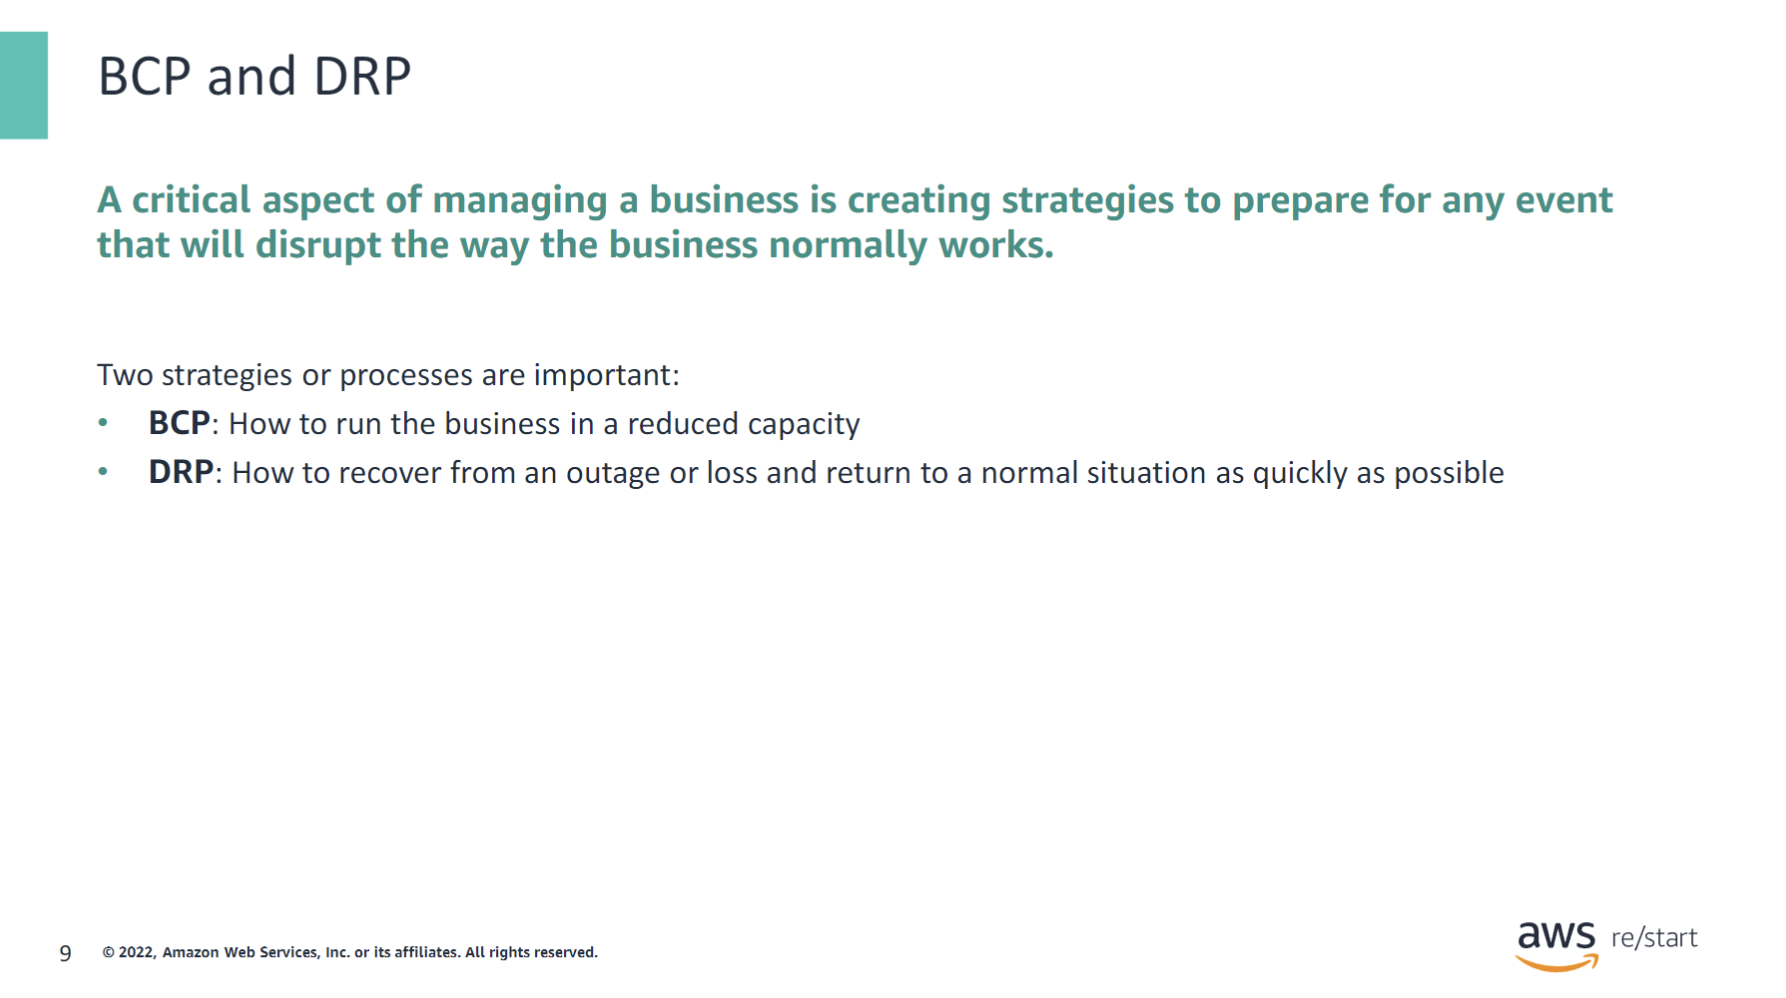 BCP and DRP
A critical aspect of managing a business is creating strategies to prepare for any event
that will disrupt the way the business normally works.
Two strategies or processes are important:
• BCP: How to run the business in a reduced capacity
• DRP: How to recover from an outage or loss and return to a normal situation as quickly as possible
9 © 2022, Amazon Web Services, Inc. or its affiliates. All rights reserved.
aws re/start